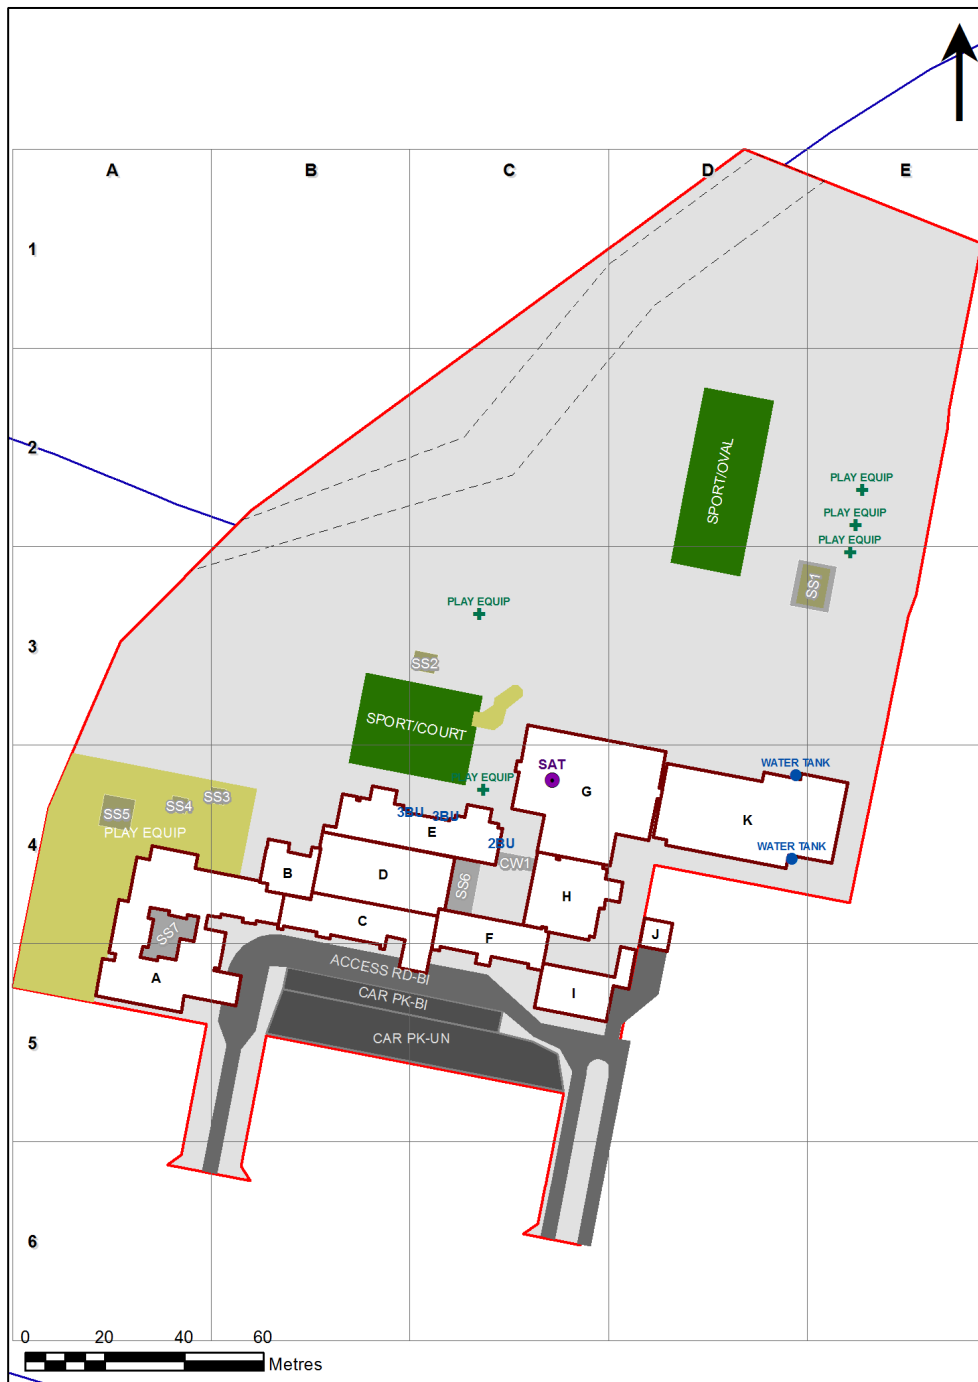 A B C D E
1
SPORT/OVAL
2
PLAY EQUIP
PLAY EQUIP
PLAY EQUIP
SS1
PLAY EQUIP
3
SS2
SPORT/COURT
SAT
WATER TANK
PLAY EQUIP
G
SS3
SS4
SS5
3BU
3BU
K
PLAY EQUIP
E
2BU
4
WATER TANK
CW1
B
D
SS6
H
C
J
SS7
F
A
ACCESS RD-BI
I
CAR PK-BI
CAR PK-UN
5
6
0 20 40 60
Metres